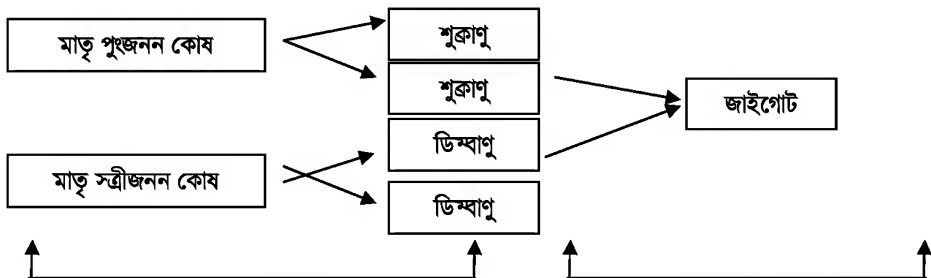 মাতৃ পুংজনন কোষ
শুক্রাণু
শুক্রাণু
জাইগোট
ডিম্বাণু
মাতৃ স্ত্রীজনন কোষ
ডিম্বাণু